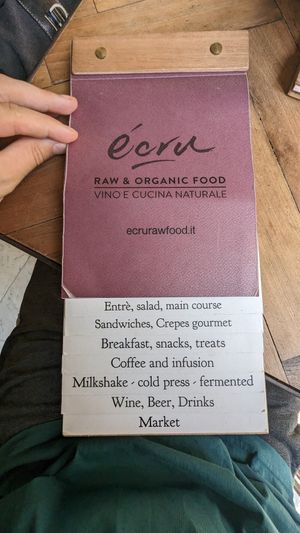 écru
RAW & ORGANIC FOOD
VINO E CUCINA NATURALE
ecrurawfood.it
Entrè, salad, main course
Sandwiches, Crepes gourmet
Breakfast, snacks, treats
Coffee and infusion
Milkshake - cold press - fermented
Wine, Beer, Drinks
Market